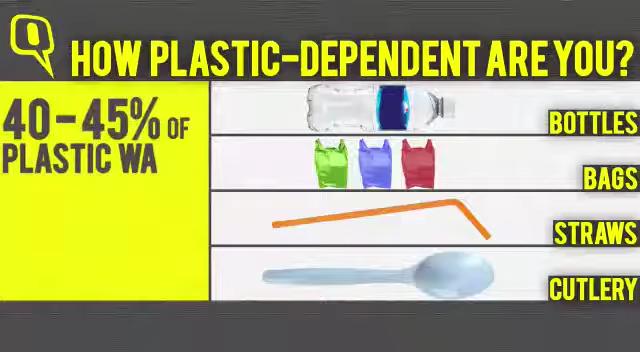 HOW PLASTIC-DEPENDENT ARE YOU?
40-45% OF
PLASTIC WA
BOTTLES
BAGS
STRAWS
CUTLERY